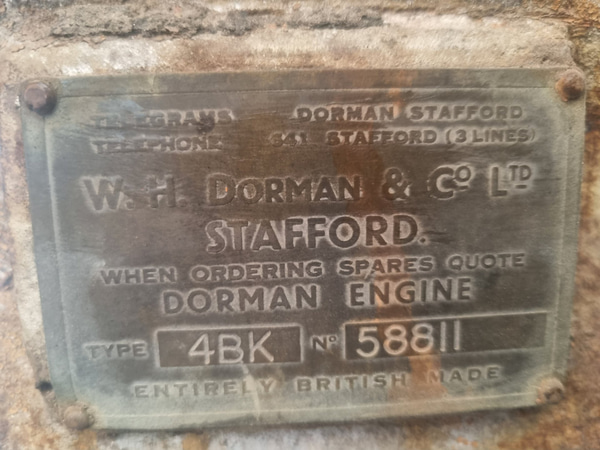 TELEGRAMS DORMAN STAFFORD
TELEPHONE 641 STAFFORD (3 LINES)
W. H. DORMAN & Cº LTD
STAFFORD.
WHEN ORDERING SPARES QUOTE
DORMAN ENGINE
TYPE 4BK Nº 58811
ENTIRELY BRITISH MADE